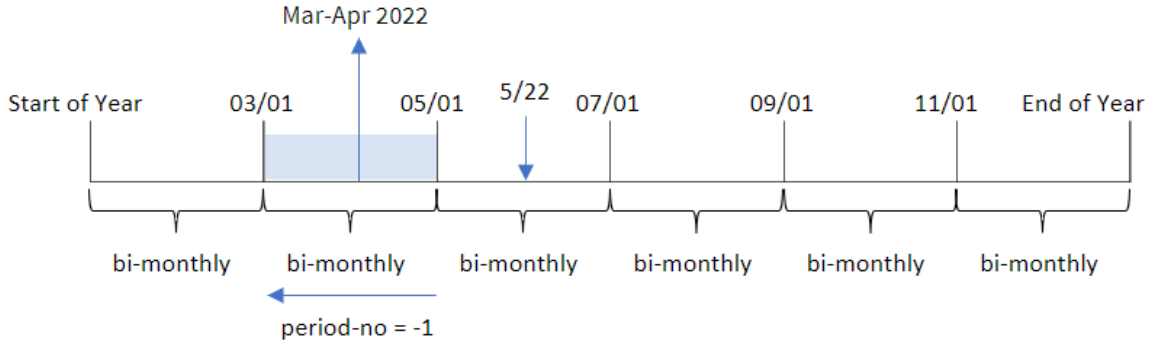 Mar-Apr 2022
Start of Year
03/01
05/01
5/22
07/01
09/01
11/01
End of Year
bi-monthly
bi-monthly
bi-monthly
bi-monthly
bi-monthly
bi-monthly
period-no = -1